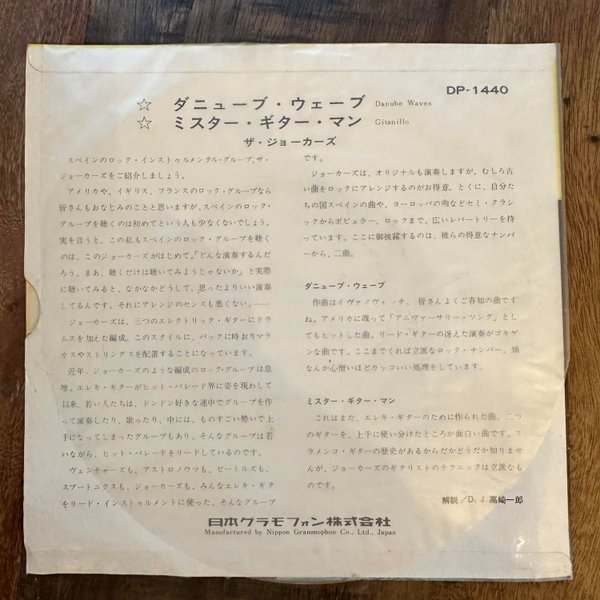 DP-1440
☆ ダニューブ・ウェーブ Danube Waves
☆ ミスター・ギター・マン Gitanillo
ザ・ジョーカーズ
スペインのロック・インストゥルメンタル・グループ、ザ・
ジョーカーズをご紹介しましょう。
アメリカや、イギリス、フランスのロック・グループなら
皆さんもおなじみのことと思いますが、スペインのロック・
グループを聴くのは初めてという人も少なくないでしょう。
実を言うと、この私もスペインのロック・グループを聴く
のは、このジョーカーズがはじめて。「どんな演奏するんだ
ろう。まあ、聴くだけは聴いてみようじゃないか」と実際
に聴いてみると、なかなかどうして、思ったよりいい演奏
してるんです。それにアレンジのセンスも悪くない。……
ジョーカーズは、三つのエレクトリック・ギターにドラ
ムスを加えた編成。このスタイルに、バックに時おりマラ
カスやストリングスを配置することになっています。
近年、ジョーカーズのような編成のロック・グループは急
増。エレキ・ギターがヒット・パレード界に姿を現わして
以来、若い人たちは、ドンドン好きな連中でグループを作
って演奏したり、歌ったり、中には、ものすごい勢いで上
手になってしまったグループもあり、そんなグループは若
いながら、ヒット・パレードをリードしているのです。
ヴェンチャーズも、アストロノウツも、ビートルズも、
スプートニクスも、ジョーカーズも、みんなエレキ・ギタ
をリード・インストゥルメントに使った、そんなグループ
です。
ジョーカーズは、オリジナルも演奏しますが、むしろ古
い曲をロックにアレンジするのがお得意。とくに、自分た
ちの国スペインの曲や、ヨーロッパの曲などセミ・クラシ
ックからポピュラー、ロックまで、広いレパートリーを持
っています。ここに御披露するのは、彼らの得意なナンバ
ーから、二曲。
ダニューブ・ウェーブ
作曲はイヴァノヴィッチ、皆さんよくご存知の曲です
ね。アメリカに渡って「アニヴァーサリー・ソング」とし
てもヒットした曲、リード・ギターの冴えた演奏がゴキゲ
ンな曲です。ここまでくれば立派なロック・ナンバー、頭
なんか心憎いほどカッコいい処理をしています。
ミスター・ギター・マン
これはまた、エレキ・ギターのために作られた曲。二つ
のギターを、上手に使い分けたところが面白い曲です。フ
ラメンコ・ギターの歴史があるからだかどうだか知りませ
んが、ジョーカーズのギタリストのテクニックは立派なも
のです。
解説／D.J 高崎一郎
日本グラモフォン株式会社
Manufactured by Nippon Grammophon Co., Ltd., Japan